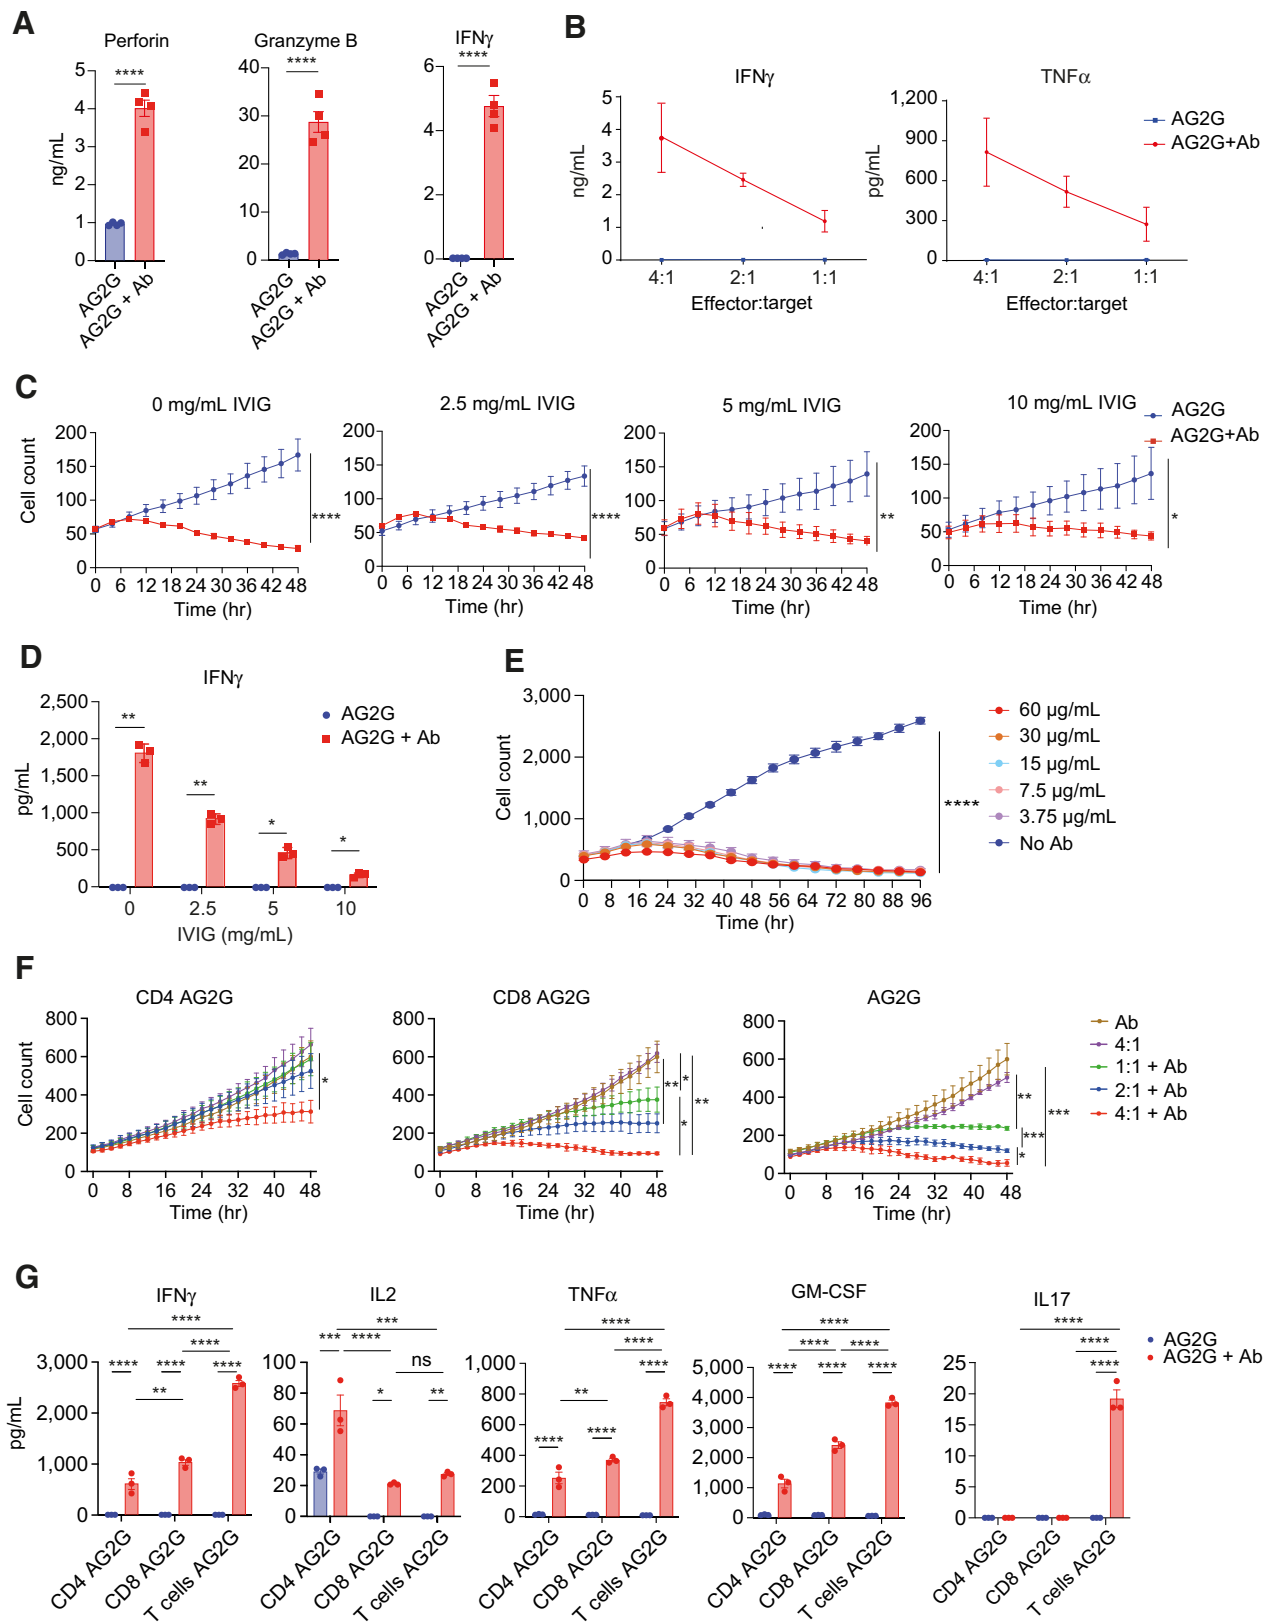 A
Perforin
Granzyme B
IFNγ
****
****
****
ng/mL
5
4
3
2
1
0
40
30
20
10
0
6
4
2
0
AG2G
AG2G + Ab
AG2G
AG2G + Ab
AG2G
AG2G + Ab
B
IFNγ
TNFα
ng/mL
5
4
3
2
1
0
4:1
2:1
1:1
Effector:target
pg/mL
1,200
900
600
300
0
4:1
2:1
1:1
Effector:target
AG2G
AG2G+Ab
C
0 mg/mL IVIG
2.5 mg/mL IVIG
5 mg/mL IVIG
10 mg/mL IVIG
AG2G
AG2G+Ab
Cell count
200
150
100
50
0
0 6 12 18 24 30 36 42 48
Time (hr)
****
200
150
100
50
0
0 6 12 18 24 30 36 42 48
Time (hr)
****
200
150
100
50
0
0 6 12 18 24 30 36 42 48
Time (hr)
**
200
150
100
50
0
0 6 12 18 24 30 36 42 48
Time (hr)
*
D
IFNγ
pg/mL
2,500
2,000
1,500
1,000
500
0
**
**
*
*
0 2.5 5 10
IVIG (mg/mL)
AG2G
AG2G + Ab
E
Cell count
3,000
2,000
1,000
0
0 8 16 24 32 40 48 56 64 72 80 88 96
Time (hr)
****
60 µg/mL
30 µg/mL
15 µg/mL
7.5 µg/mL
3.75 µg/mL
No Ab
F
CD4 AG2G
CD8 AG2G
AG2G
Cell count
800
600
400
200
0
0 8 16 24 32 40 48
Time (hr)
*
800
600
400
200
0
0 8 16 24 32 40 48
Time (hr)
**
*
*
**
800
600
400
200
0
0 8 16 24 32 40 48
Time (hr)
**
***
*
***
Ab
4:1
1:1 + Ab
2:1 + Ab
4:1 + Ab
G
IFNγ
IL2
TNFα
GM-CSF
IL17
AG2G
AG2G + Ab
pg/mL
3,000
2,000
1,000
0
****
****
****
****
****
**
CD4 AG2G
CD8 AG2G
T cells AG2G
100
80
60
40
20
0
***
***
****
ns
*
**
CD4 AG2G
CD8 AG2G
T cells AG2G
1,000
800
600
400
200
0
****
****
****
**
****
****
CD4 AG2G
CD8 AG2G
T cells AG2G
5,000
4,000
3,000
2,000
1,000
0
****
****
****
****
****
****
CD4 AG2G
CD8 AG2G
T cells AG2G
25
20
15
10
5
0
****
****
****
CD4 AG2G
CD8 AG2G
T cells AG2G